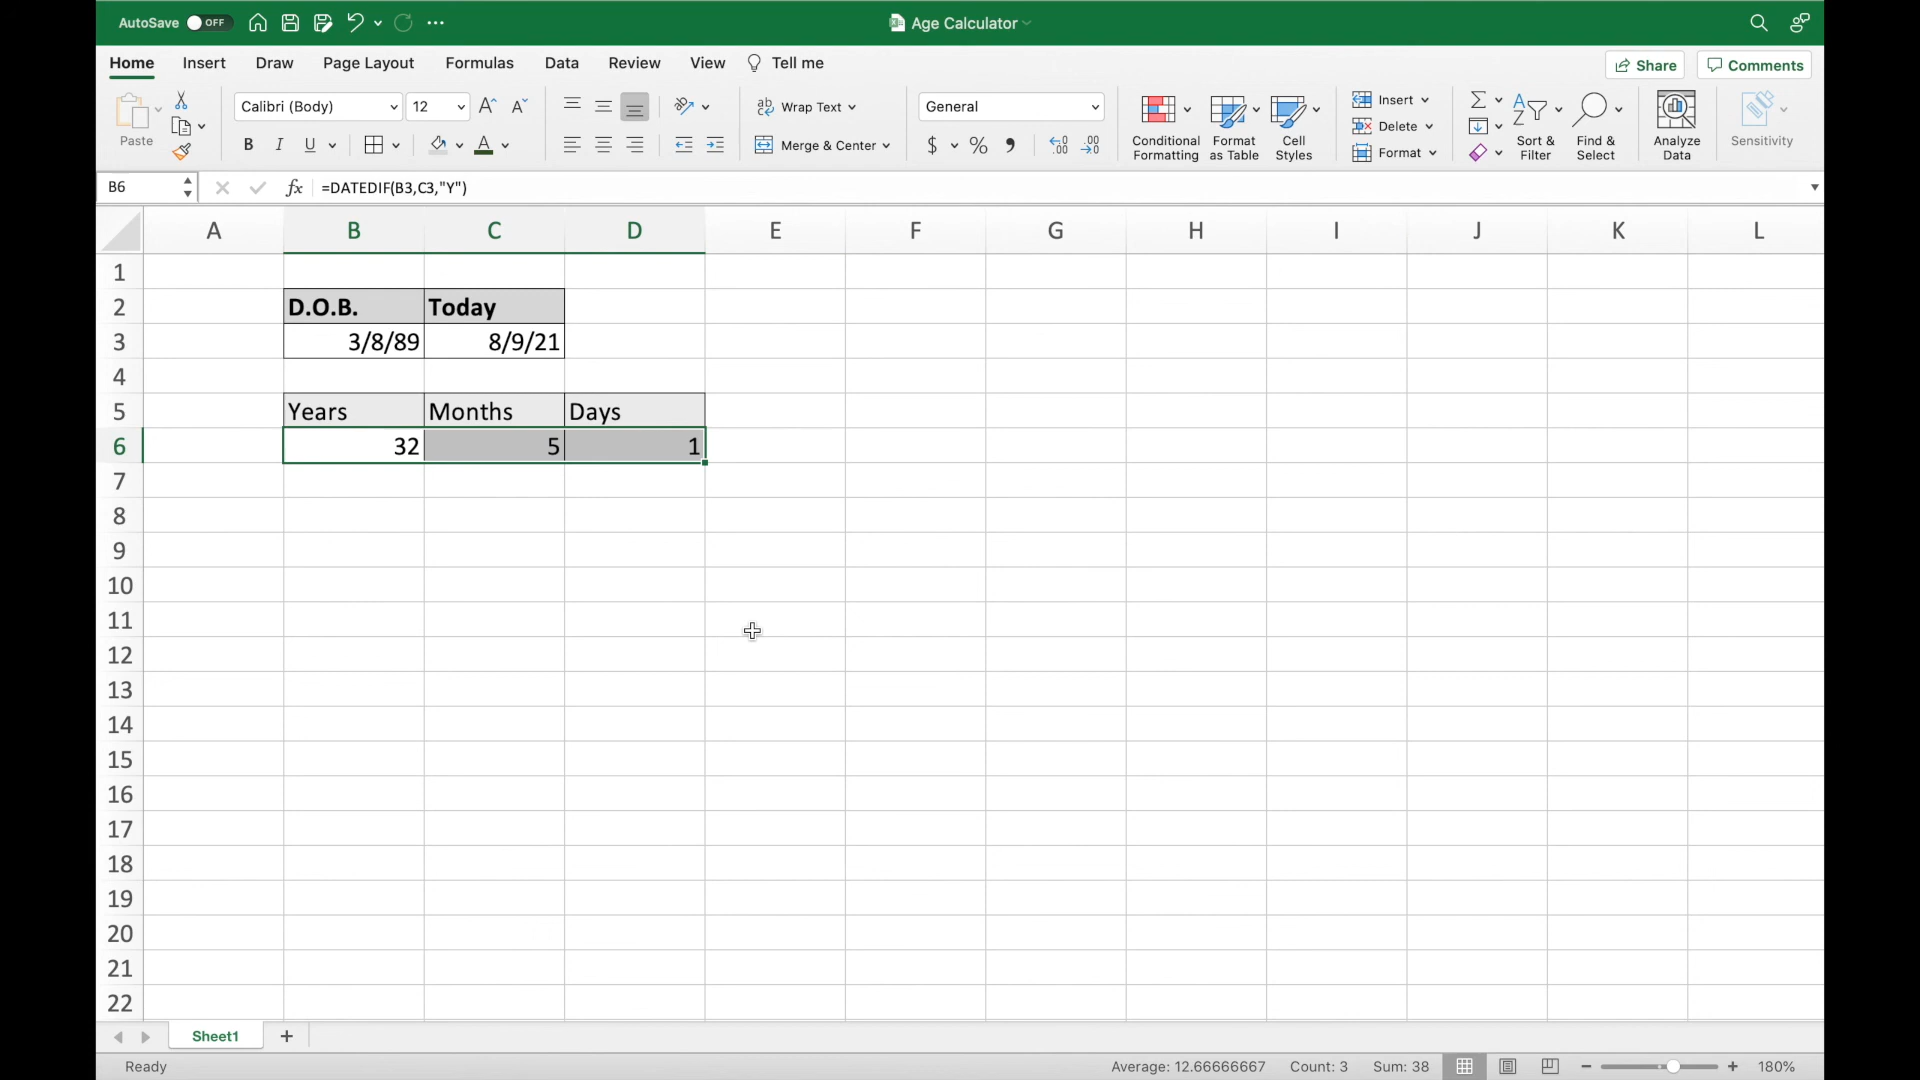 AutoSave OFF Age Calculator
Home Insert Draw Page Layout Formulas Data Review View Tell me Share Comments
Paste Calibri (Body) 12 Wrap Text General Conditional Formatting Format as Table Cell Styles Insert Delete Format Sort & Filter Find & Select Analyze Data Sensitivity
B I U Merge & Center $ % ,
B6 fx =DATEDIF(B3,C3,"Y")
A B C D E F G H I J K L
1
2 D.O.B. Today
3 3/8/89 8/9/21
4
5 Years Months Days
6 32 5 1
7
8
9
10
11
12
13
14
15
16
17
18
19
20
21
22
Sheet1 +
Ready Average: 12.66666667 Count: 3 Sum: 38 180%